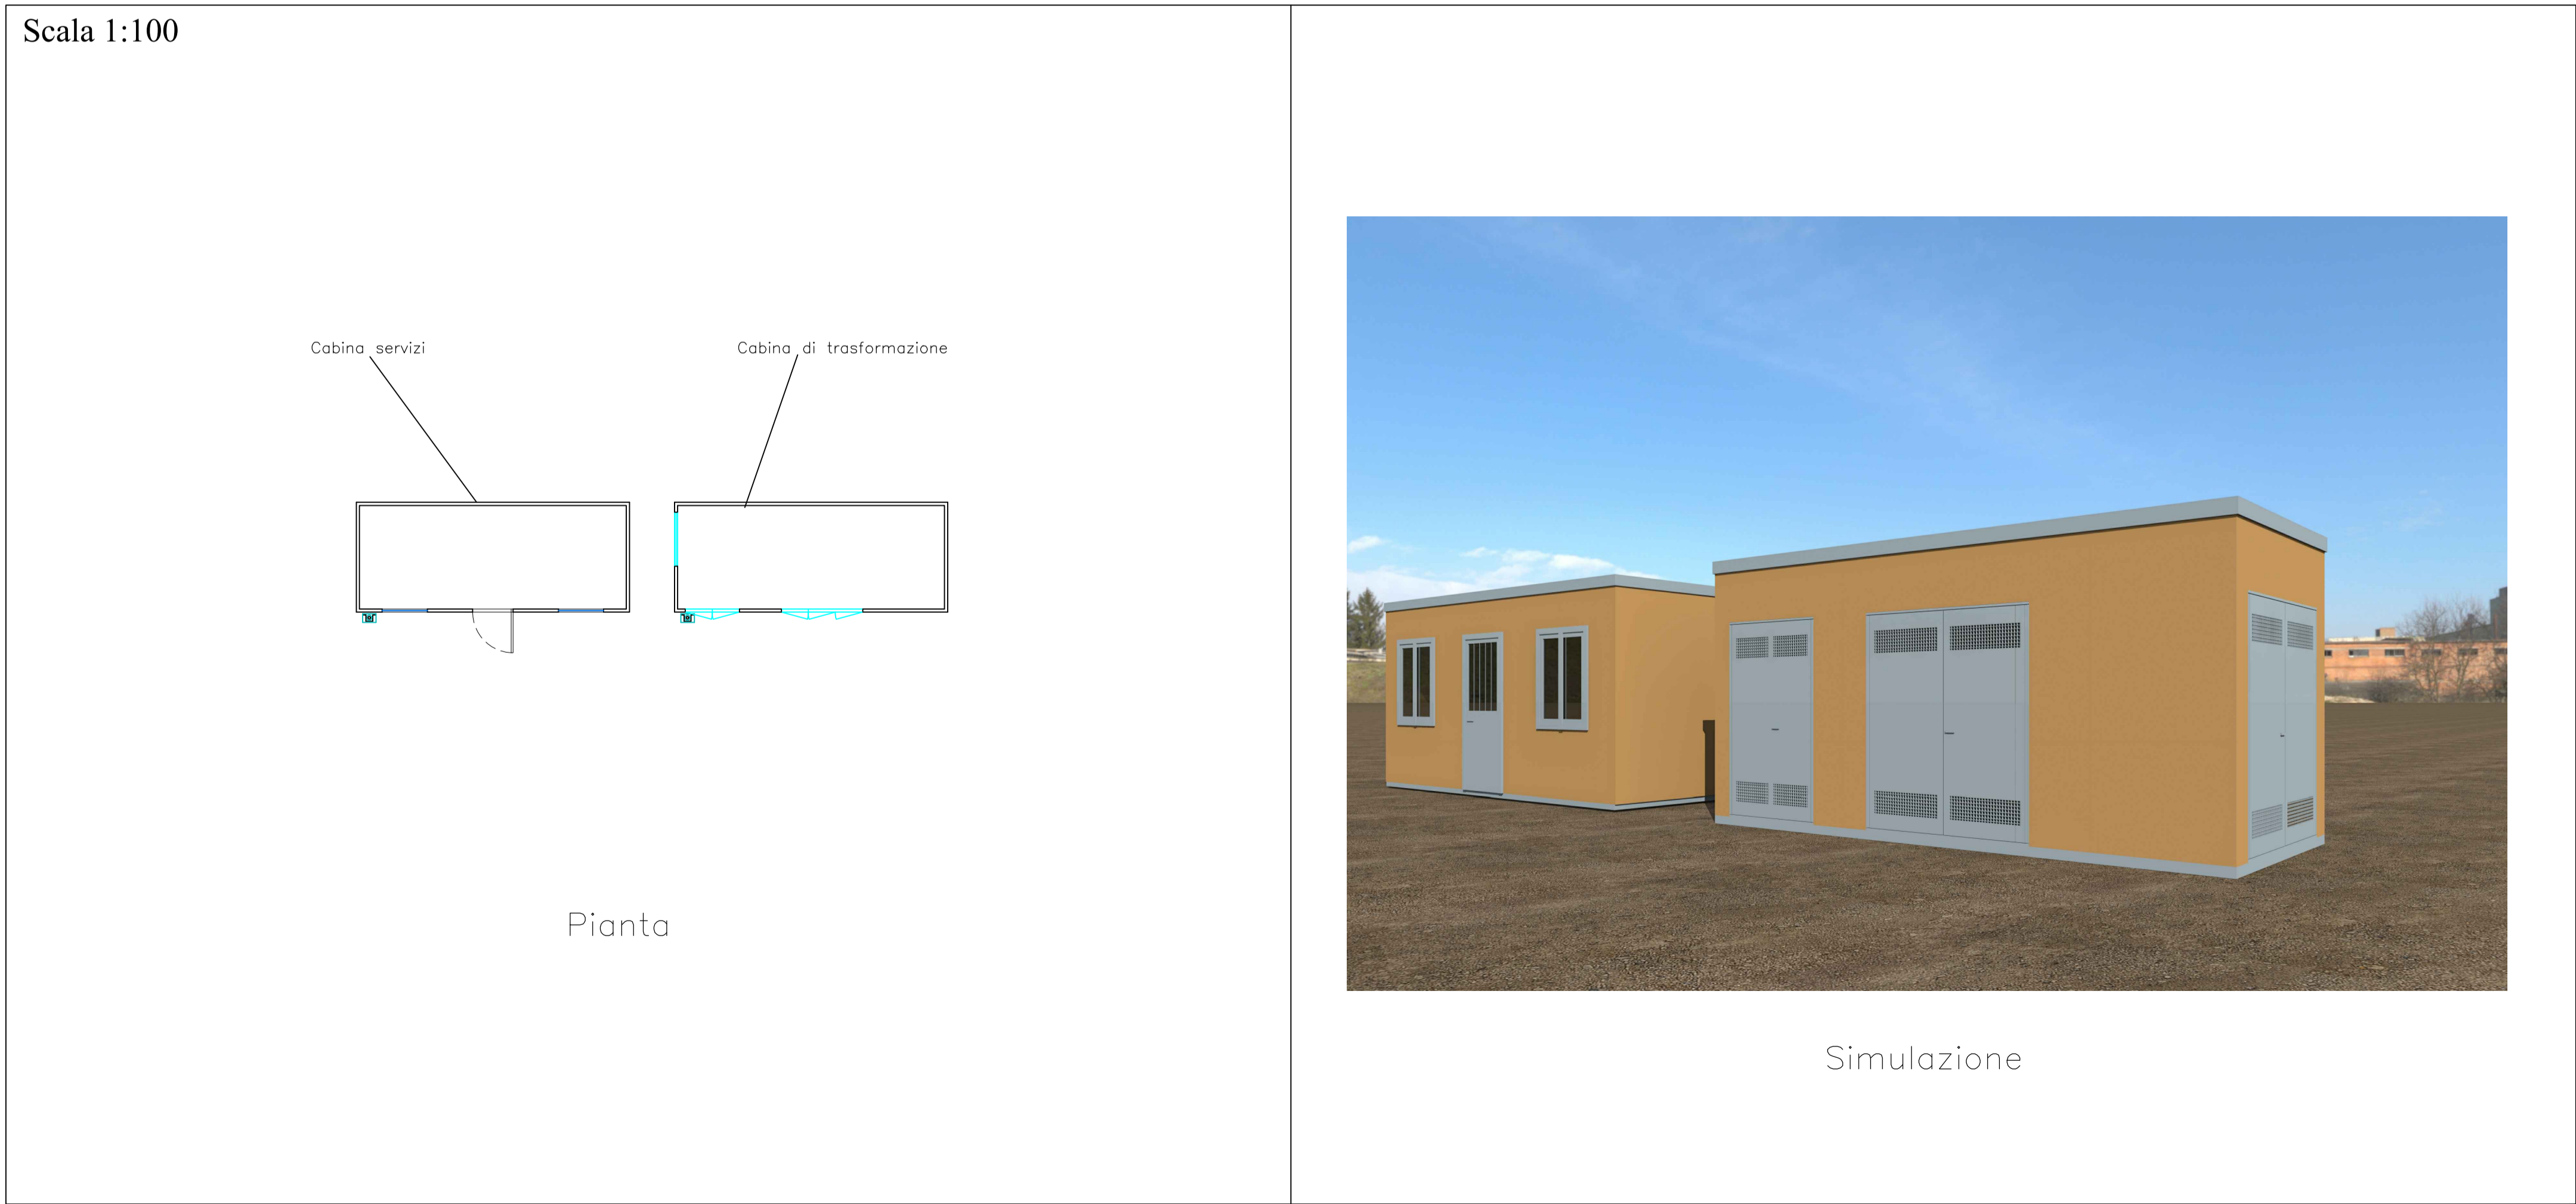 Scala 1:100
Cabina servizi
Cabina di trasformazione
Pianta
Simulazione